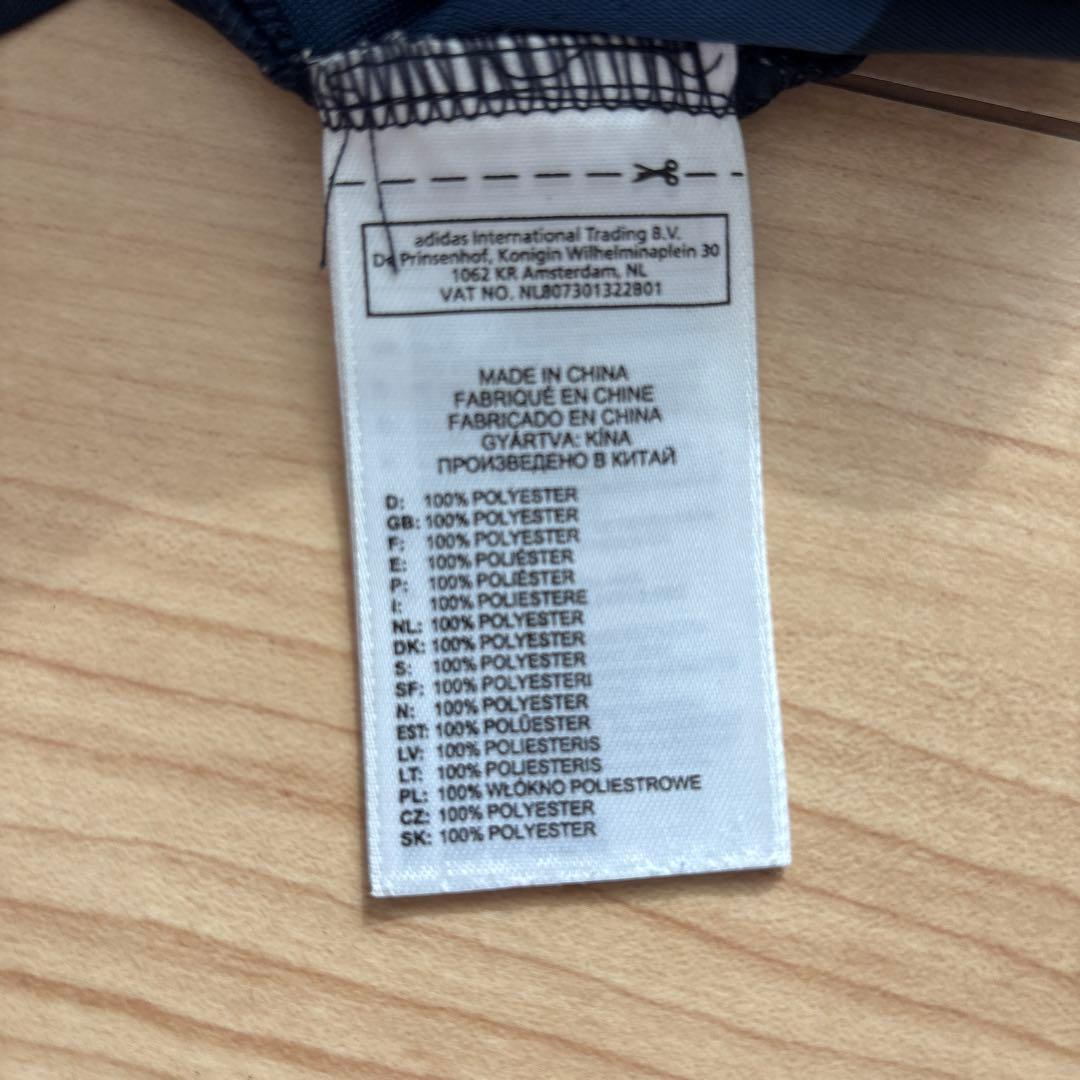 adidas International Trading B.V.
De Prinsenhof, Konigin Wilhelminaplein 30
1062 KR Amsterdam, NL
VAT NO. NL807301322B01
MADE IN CHINA
FABRIQUÉ EN CHINE
FABRICADO EN CHINA
GYÁRTVA: KÍNA
ПРОИЗВЕДЕНО В КИТАЙ
D: 100% POLYESTER
GB: 100% POLYESTER
F: 100% POLYESTER
E: 100% POLIÉSTER
P: 100% POLIÉSTER
I: 100% POLIESTERE
NL: 100% POLYESTER
DK: 100% POLYESTER
S: 100% POLYESTER
SF: 100% POLYESTERI
N: 100% POLYESTER
EST: 100% POLÜESTER
LV: 100% POLIESTERIS
LT: 100% POLIESTERIS
PL: 100% WŁÓKNO POLIESTROWE
CZ: 100% POLYESTER
SK: 100% POLYESTER